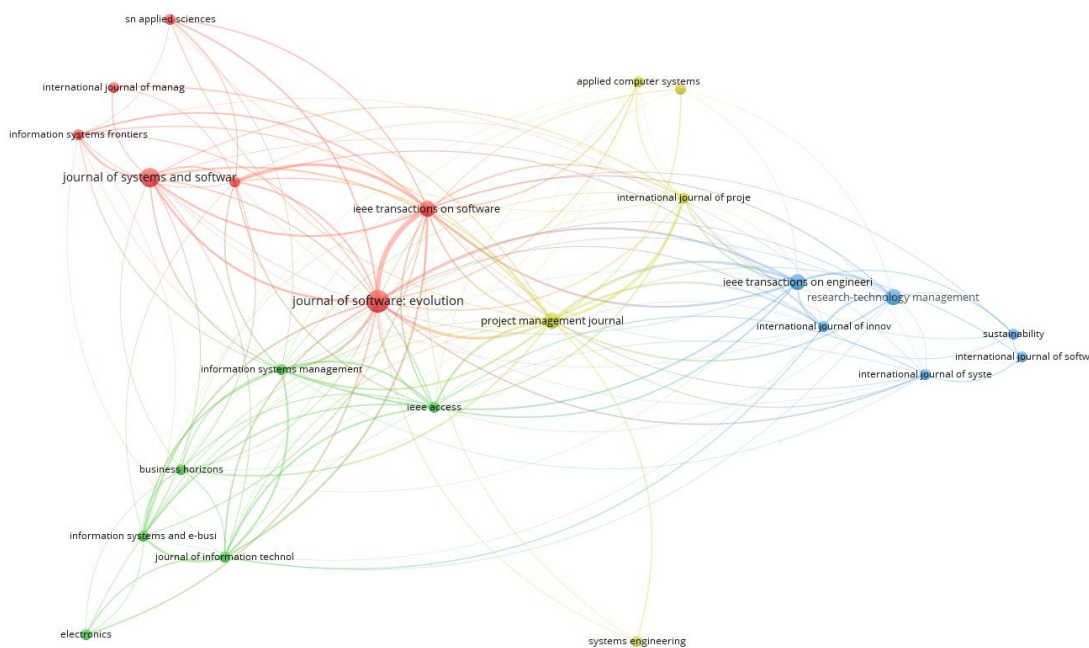 sn applied sciences
applied computer systems
international journal of manag
information systems frontiers
journal of systems and softwar
international journal of proje
ieee transactions on software
ieee transactions on engineeri
research-technology management
journal of software: evolution
project management journal
international journal of innov
sustainability
international journal of softw
information systems management
international journal of syste
ieee access
business horizons
information systems and e-busi
journal of information technol
electronics
systems engineering